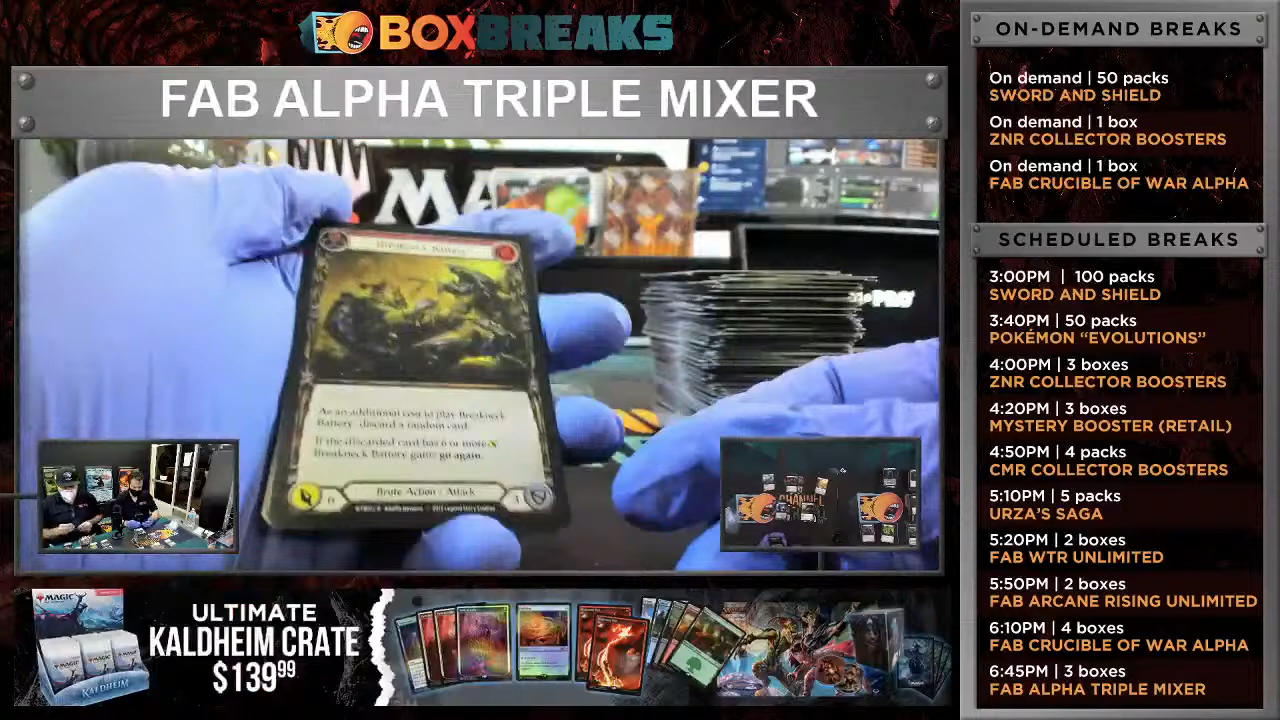 BOXBREAKS
FAB ALPHA TRIPLE MIXER
MA
PRO
Breakneck Battery
As an additional cost to play Breakneck
Battery, discard a random card.
If the discarded card has 6 or more
Breakneck Battery gains go again.
6
Brute Action - Attack
3
CHANNEL
MAGIC
KALDHEIM
ULTIMATE
KALDHEIM CRATE
$139.99
ON-DEMAND BREAKS
On demand | 50 packs
SWORD AND SHIELD
On demand | 1 box
ZNR COLLECTOR BOOSTERS
On demand | 1 box
FAB CRUCIBLE OF WAR ALPHA
SCHEDULED BREAKS
3:00PM | 100 packs
SWORD AND SHIELD
3:40PM | 50 packs
POKÉMON “EVOLUTIONS”
4:00PM | 3 boxes
ZNR COLLECTOR BOOSTERS
4:20PM | 3 boxes
MYSTERY BOOSTER (RETAIL)
4:50PM | 4 packs
CMR COLLECTOR BOOSTERS
5:10PM | 5 packs
URZA’S SAGA
5:20PM | 2 boxes
FAB WTR UNLIMITED
5:50PM | 2 boxes
FAB ARCANE RISING UNLIMITED
6:10PM | 4 boxes
FAB CRUCIBLE OF WAR ALPHA
6:45PM | 3 boxes
FAB ALPHA TRIPLE MIXER